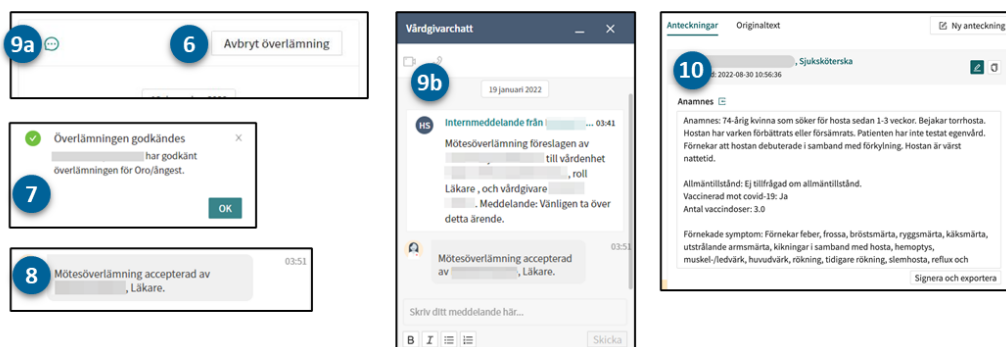 9a
6
Avbryt överlämning
7
Överlämningen godkändes
har godkänt
överlämningen för Oro/ångest.
OK
8
Mötesöverlämning accepterad av
, Läkare.
03:51
Vårdgivarchatt
9b
19 januari 2022
HS
Internmeddelande från
... 03:41
Mötesöverlämning föreslagen av
till vårdenhet
, roll
Läkare , och vårdgivare
. Meddelande: Vänligen ta över
detta ärende.
03:51
Mötesöverlämning accepterad
av
, Läkare.
Skriv ditt meddelande här...
B I
Skicka
Anteckningar Originaltext Ny anteckning
10
, Sjuksköterska
2022-08-30 10:56:36
Anamnes
Anamnes: 74-årig kvinna som söker för hosta sedan 1-3 veckor. Bejakar torrhosta.
Hostan har varken förbättrats eller försämrats. Patienten har inte testat egenvård.
Förnekar att hostan debuterade i samband med förkylning. Hostan är värst
nattetid.
Allmäntillstånd: Ej tillfrågad om allmäntillstånd.
Vaccinerad mot covid-19: Ja
Antal vaccindoser: 3.0
Förnekade symptom: Förnekar feber, frossa, bröstsmärta, ryggsmärta, käksmärta,
utstrålande armsmärta, kikningar i samband med hosta, hemoptys,
muskel-/ledvärk, huvudvärk, rökning, tidigare rökning, slemhosta, reflux och
Signera och exportera